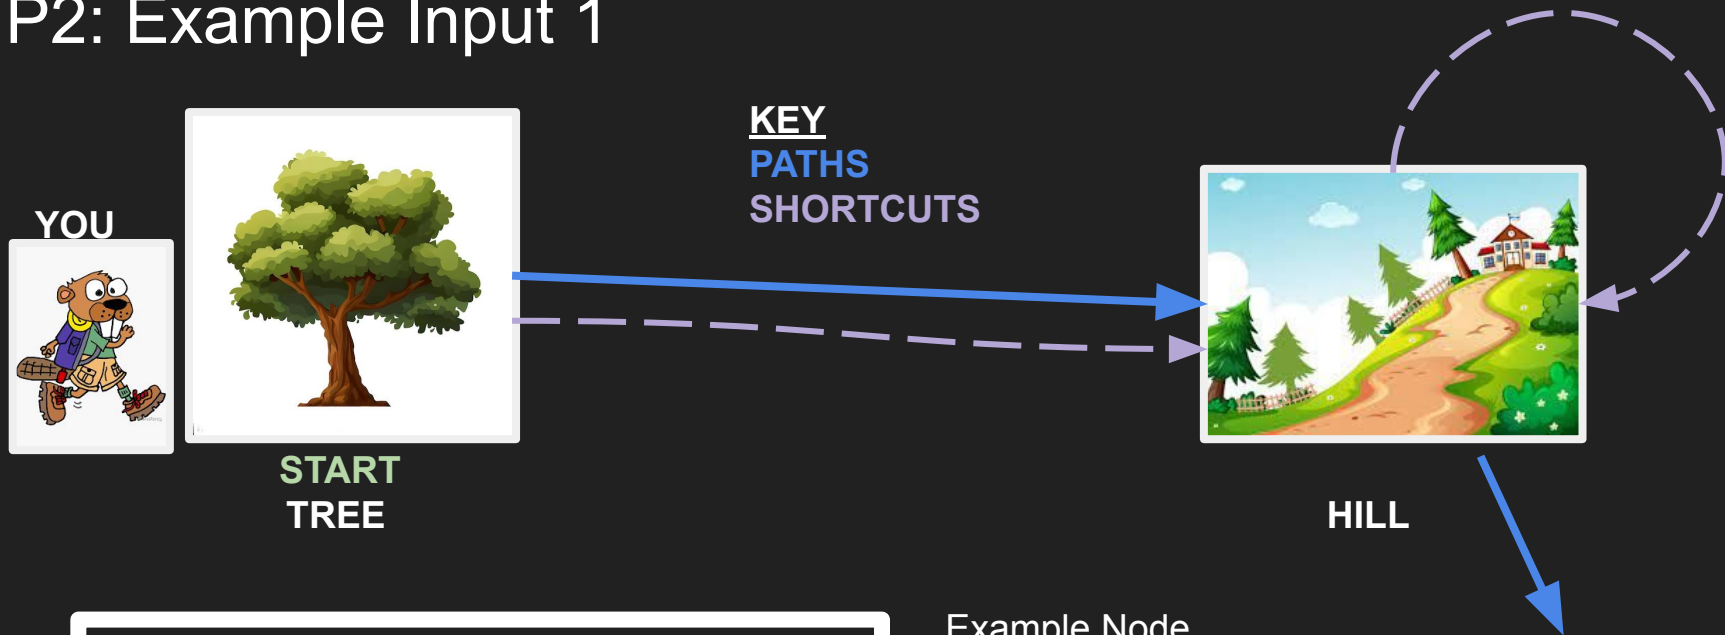 P2: Example Input 1
KEY
PATHS
SHORTCUTS
YOU
START
TREE
HILL
Example Node